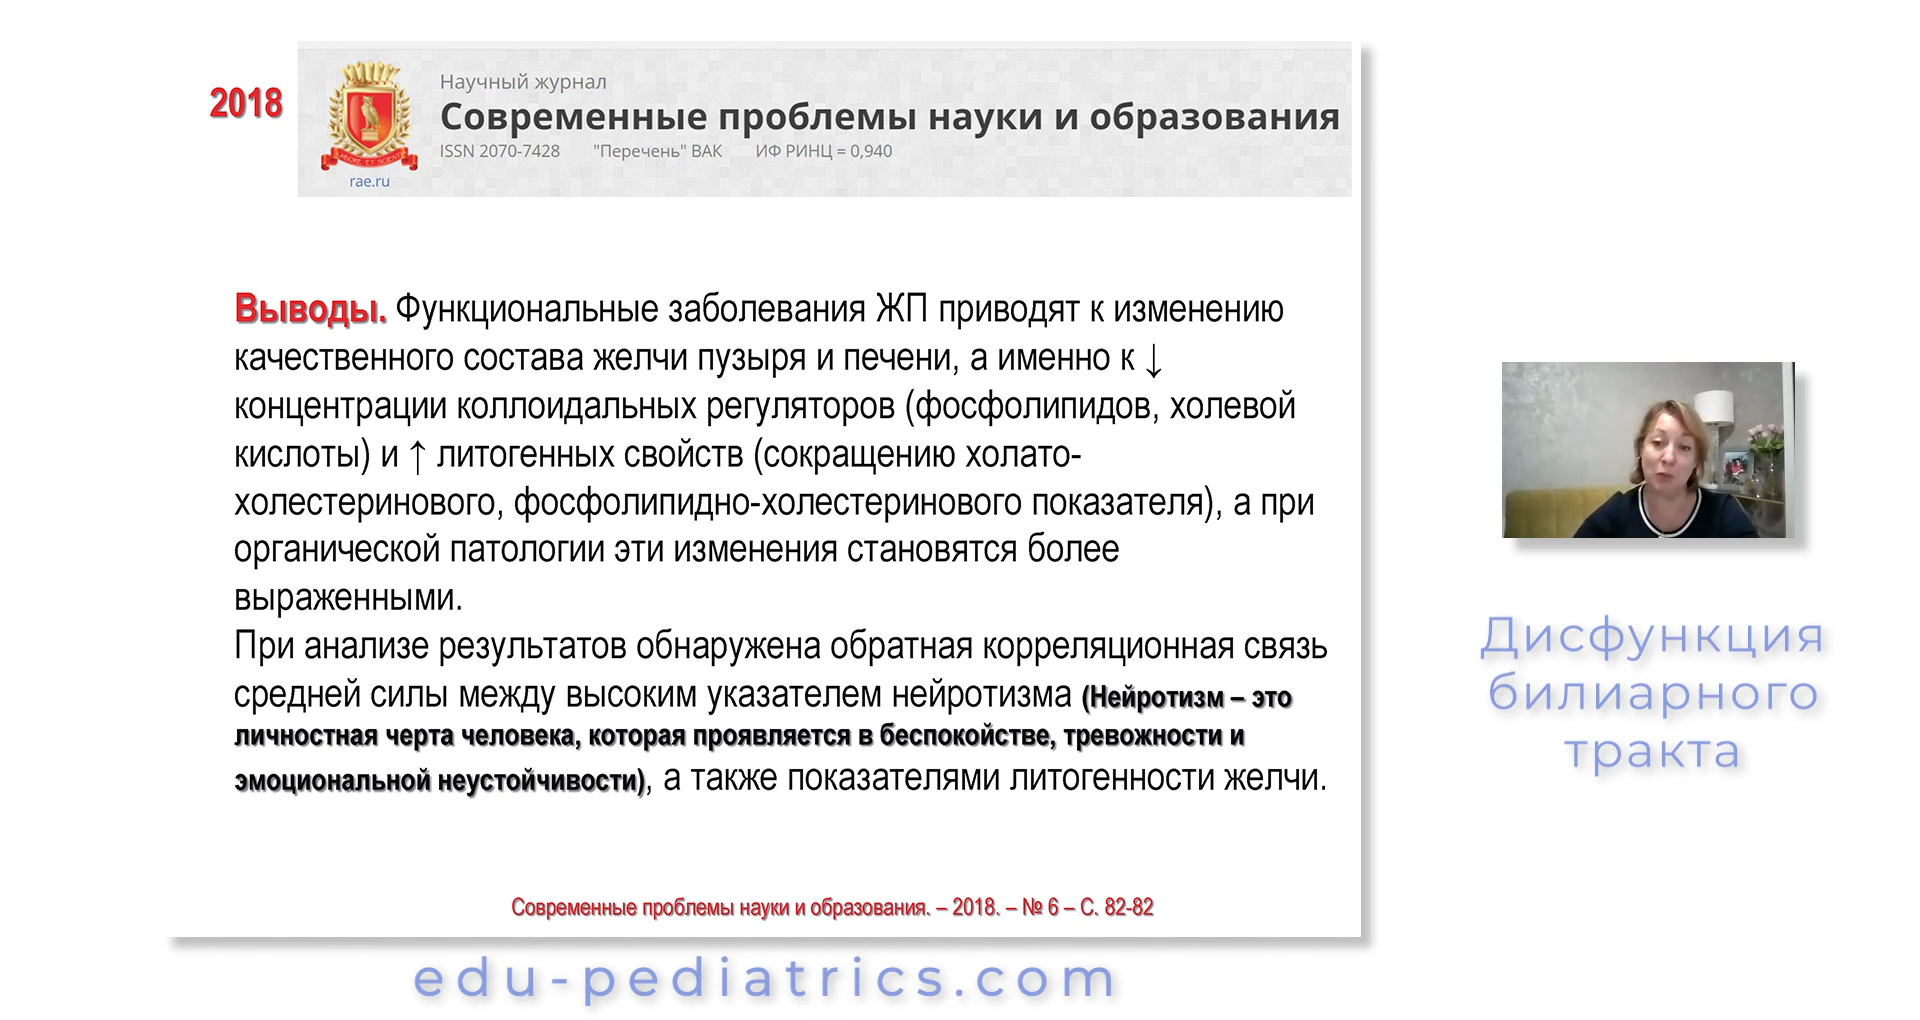 2018
Научный журнал
Современные проблемы науки и образования
ISSN 2070-7428 "Перечень" ВАК ИФ РИНЦ = 0,940
rae.ru
Выводы. Функциональные заболевания ЖП приводят к изменению
качественного состава желчи пузыря и печени, а именно к ↓
концентрации коллоидальных регуляторов (фосфолипидов, холевой
кислоты) и ↑ литогенных свойств (сокращению холато-
холестеринового, фосфолипидно-холестеринового показателя), а при
органической патологии эти изменения становятся более
выраженными.
При анализе результатов обнаружена обратная корреляционная связь
средней силы между высоким указателем нейротизма (Нейротизм – это
личностная черта человека, которая проявляется в беспокойстве, тревожности и
эмоциональной неустойчивости), а также показателями литогенности желчи.
Современные проблемы науки и образования. – 2018. – № 6 – С. 82-82
Дисфункция
билиарного
тракта
edu-pediatrics.com